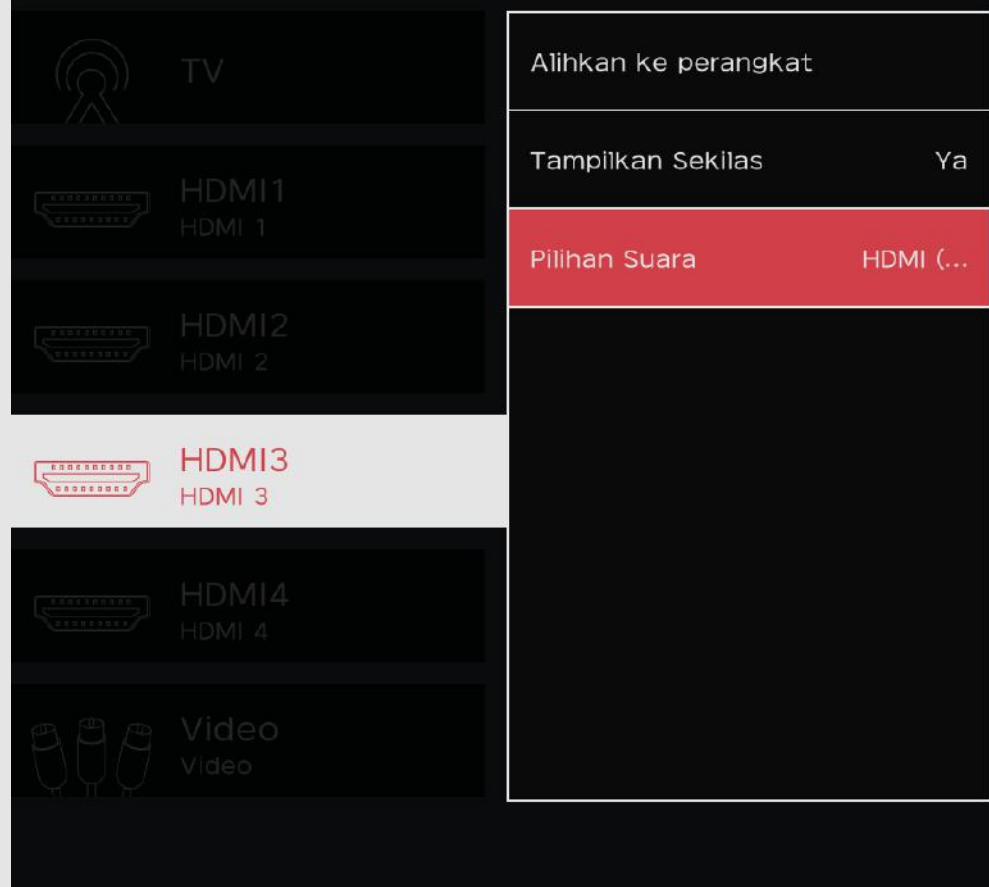 TV
HDMI1
HDMI 1
HDMI2
HDMI 2
HDMI3
HDMI 3
HDMI4
HDMI 4
Video
Video
Alihkan ke perangkat
Tampilkan Sekilas Ya
Pilihan Suara HDMI (...